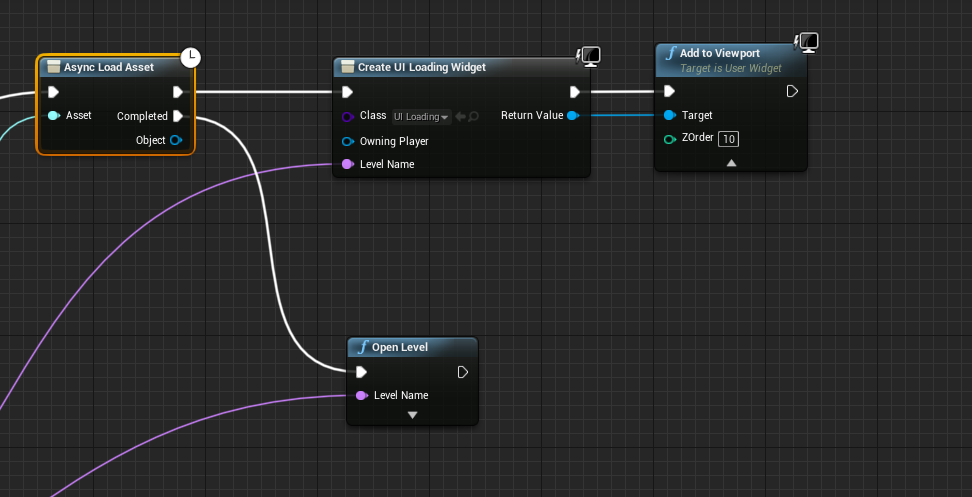 Async Load Asset
Asset
Completed
Object
Create UI Loading Widget
Class
UI Loading
Return Value
Owning Player
Level Name
f Add to Viewport
Target is User Widget
Target
ZOrder
10
f Open Level
Level Name